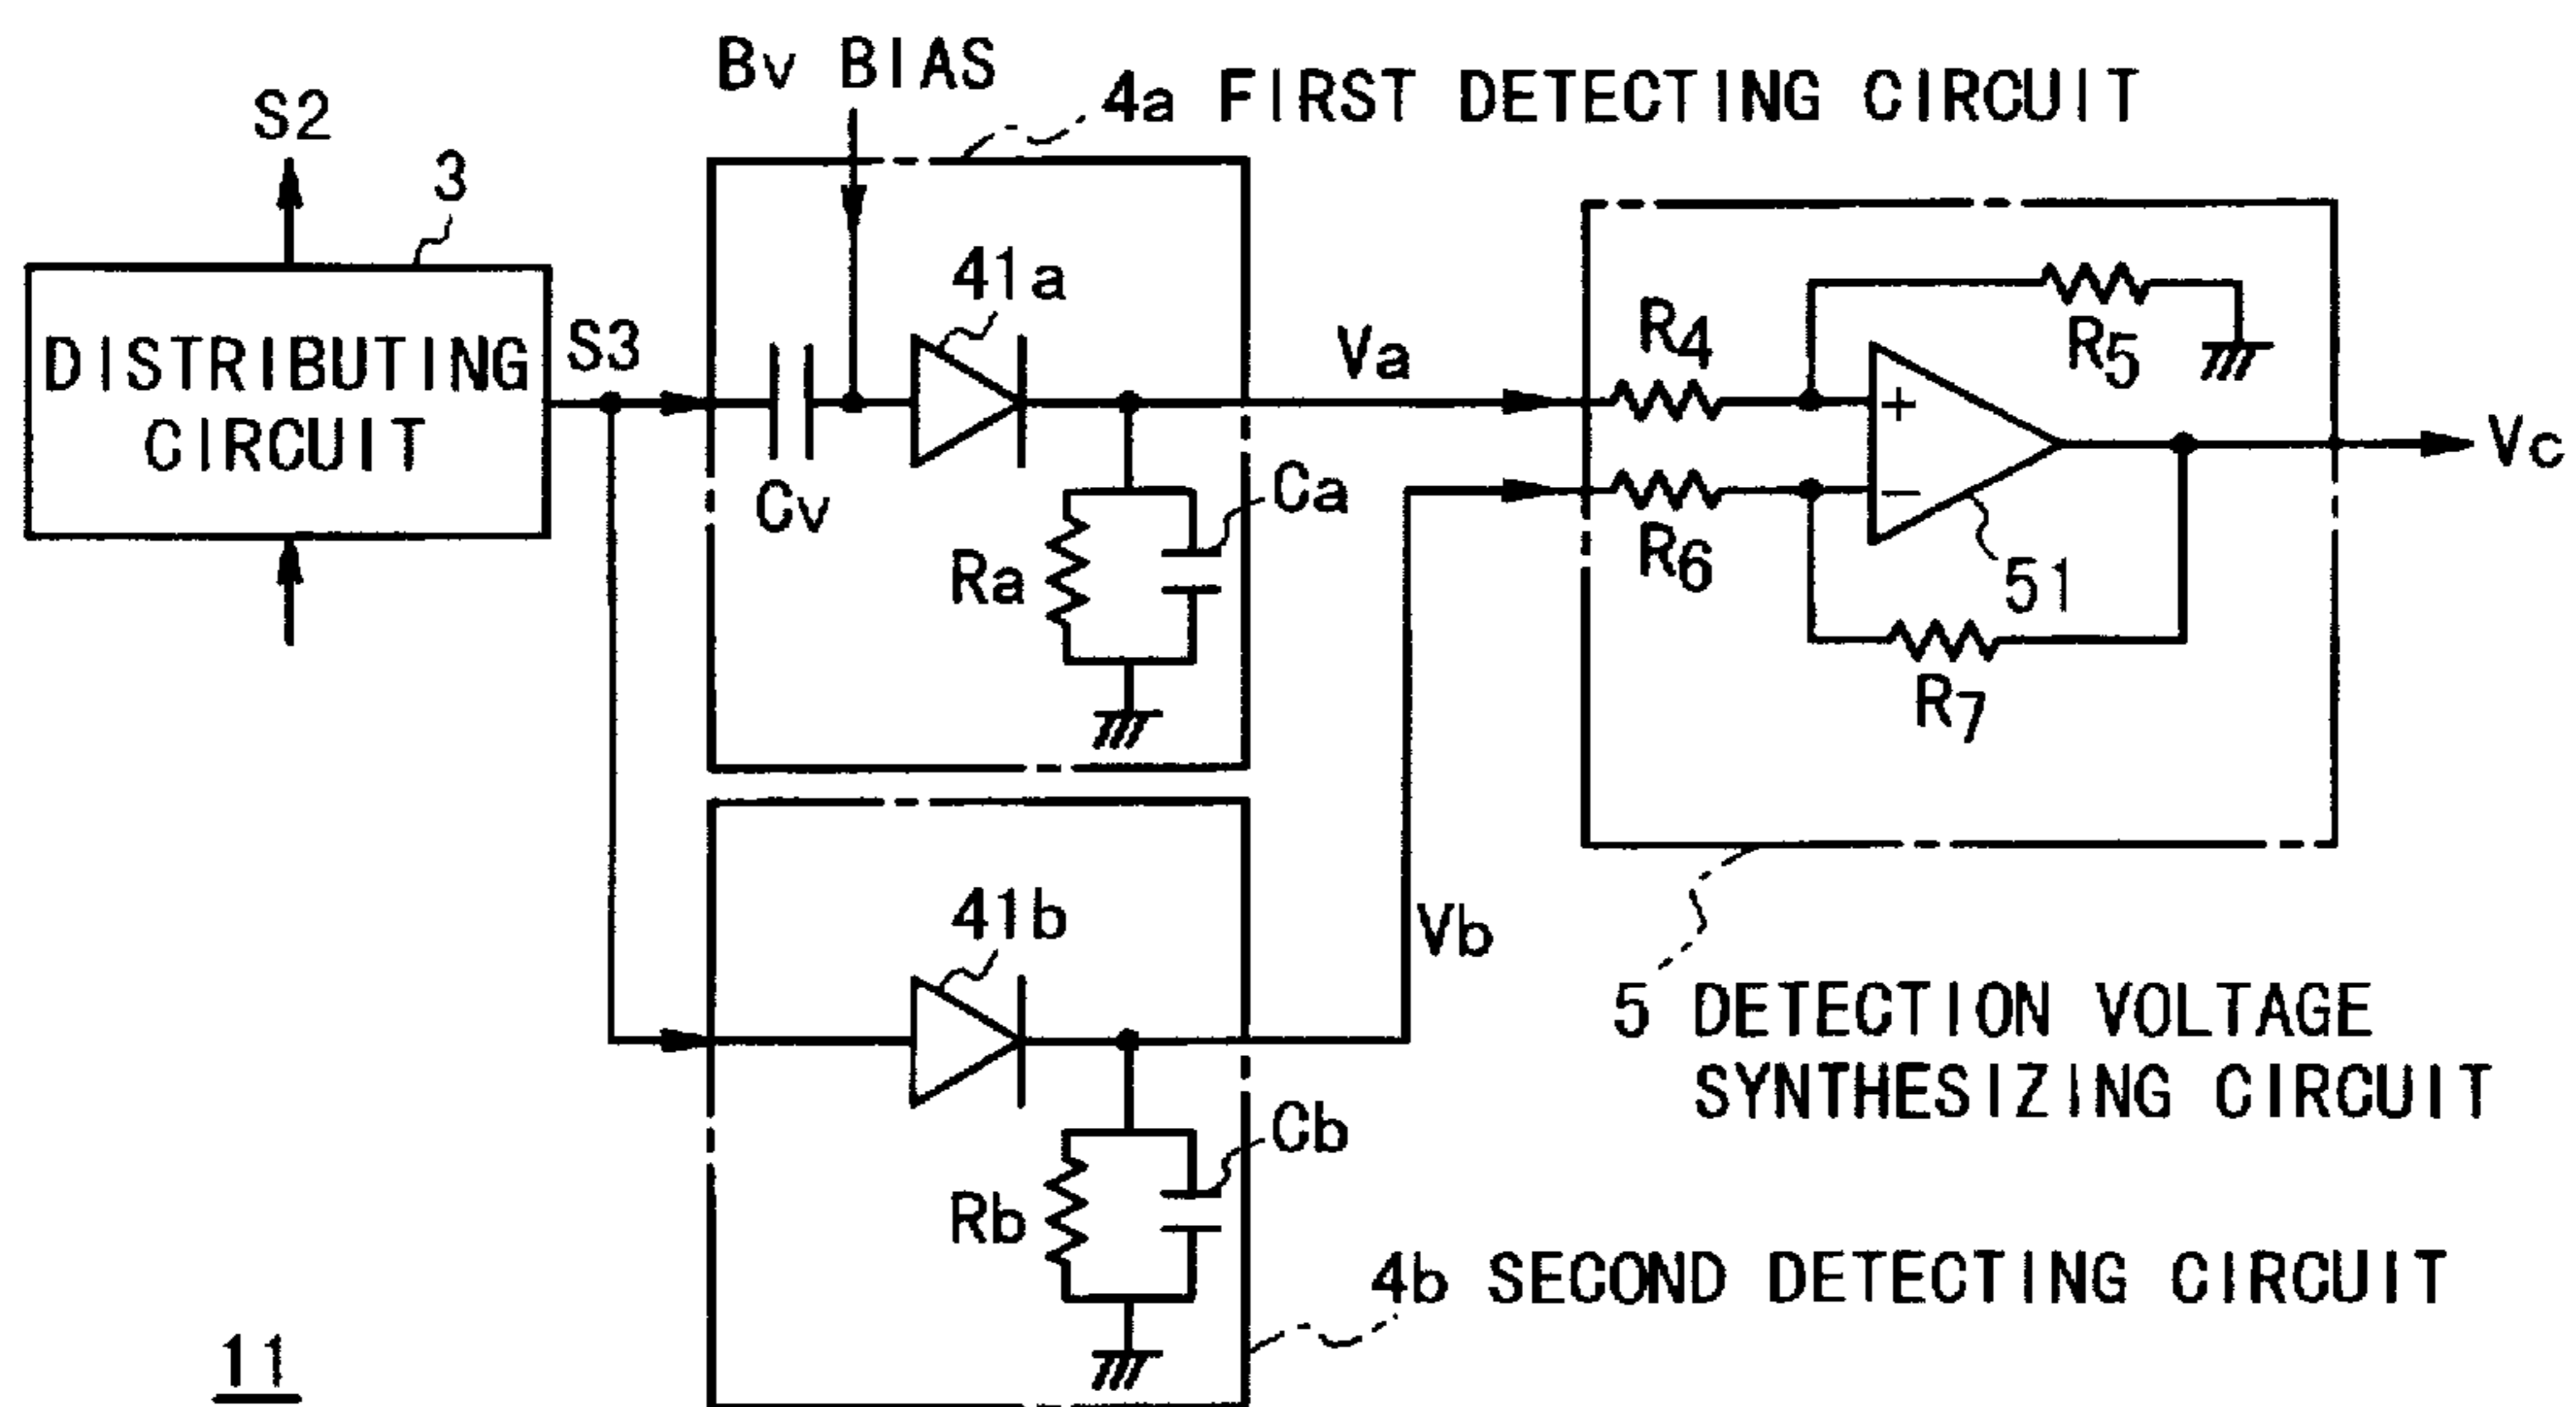 Bv BIAS
4a FIRST DETECTING CIRCUIT
S2
3
DISTRIBUTING
CIRCUIT
S3
41a
Cv
Ra
Ca
Va
R4
R5
+
−
R6
51
R7
Vc
41b
Vb
Rb
Cb
5 DETECTION VOLTAGE
SYNTHESIZING CIRCUIT
4b SECOND DETECTING CIRCUIT
11